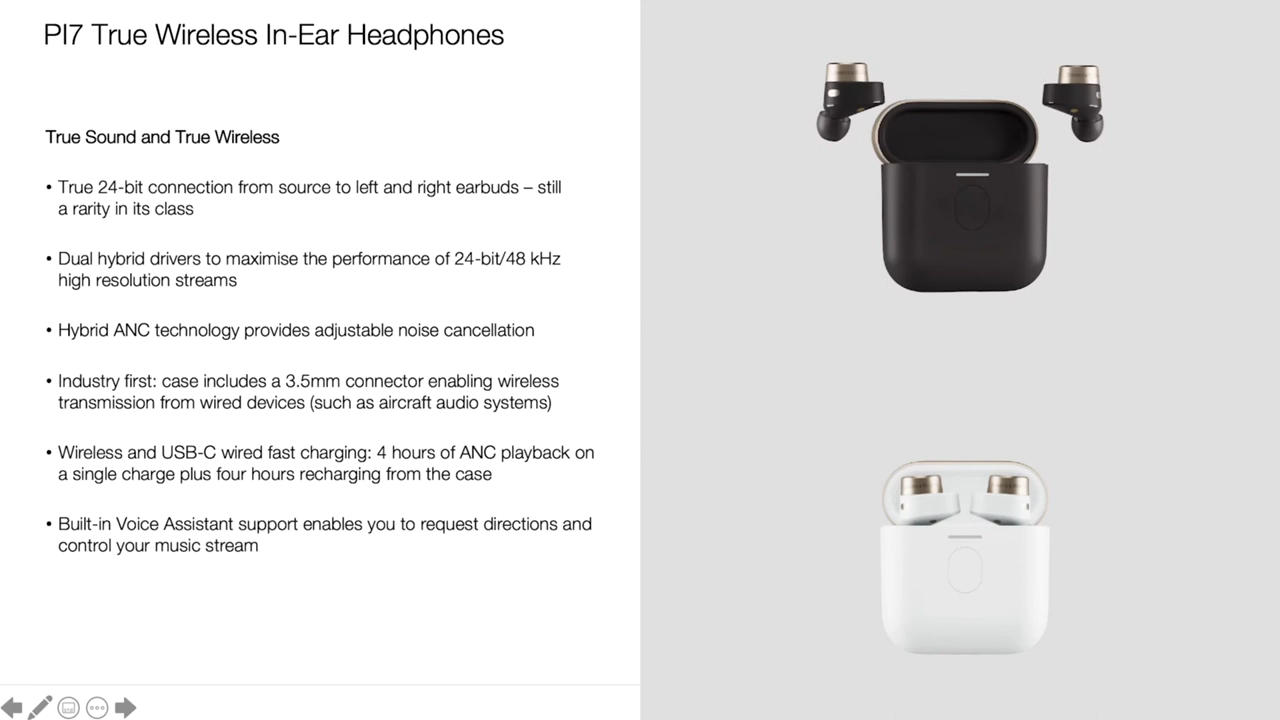 PI7 True Wireless In-Ear Headphones
True Sound and True Wireless
• True 24-bit connection from source to left and right earbuds – still
a rarity in its class
• Dual hybrid drivers to maximise the performance of 24-bit/48 kHz
high resolution streams
• Hybrid ANC technology provides adjustable noise cancellation
• Industry first: case includes a 3.5mm connector enabling wireless
transmission from wired devices (such as aircraft audio systems)
• Wireless and USB-C wired fast charging: 4 hours of ANC playback on
a single charge plus four hours recharging from the case
• Built-in Voice Assistant support enables you to request directions and
control your music stream